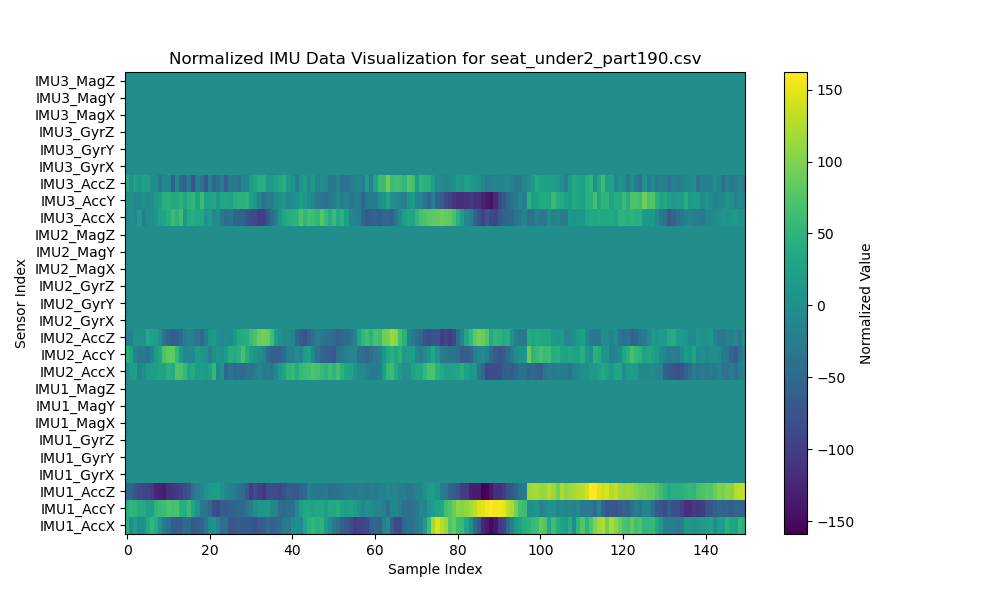 Normalized IMU Data Visualization for seat_under2_part190.csv
IMU3_MagZ
IMU3_MagY
IMU3_MagX
IMU3_GyrZ
IMU3_GyrY
IMU3_GyrX
IMU3_AccZ
IMU3_AccY
IMU3_AccX
IMU2_MagZ
IMU2_MagY
IMU2_MagX
IMU2_GyrZ
IMU2_GyrY
IMU2_GyrX
IMU2_AccZ
IMU2_AccY
IMU2_AccX
IMU1_MagZ
IMU1_MagY
IMU1_MagX
IMU1_GyrZ
IMU1_GyrY
IMU1_GyrX
IMU1_AccZ
IMU1_AccY
IMU1_AccX
Sensor Index
0 20 40 60 80 100 120 140
Sample Index
150
100
50
0
−50
−100
−150
Normalized Value